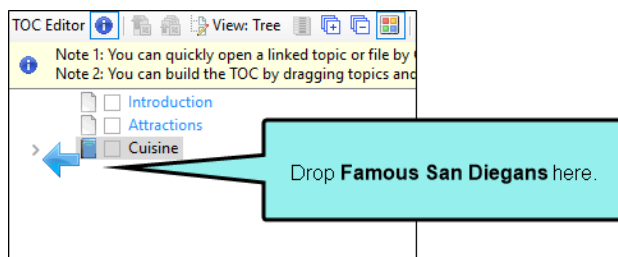 TOC Editor View: Tree
Note 1: You can quickly open a linked topic or file by
Note 2: You can build the TOC by dragging topics and
Introduction
Attractions
Cuisine
Drop Famous San Diegans here.